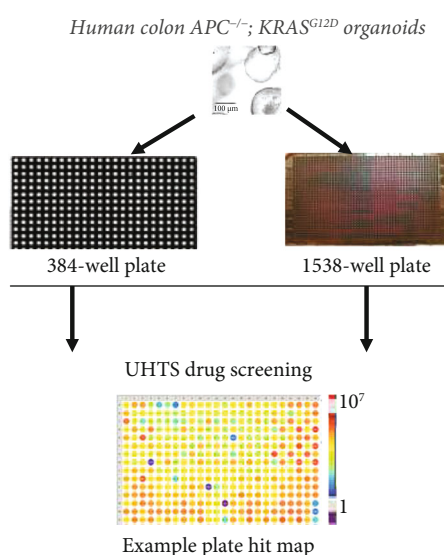 Human colon APC⁻/⁻; KRASᴳ¹²ᴰ organoids
100 μm
384-well plate
1538-well plate
UHTS drug screening
10⁷
1
Example plate hit map